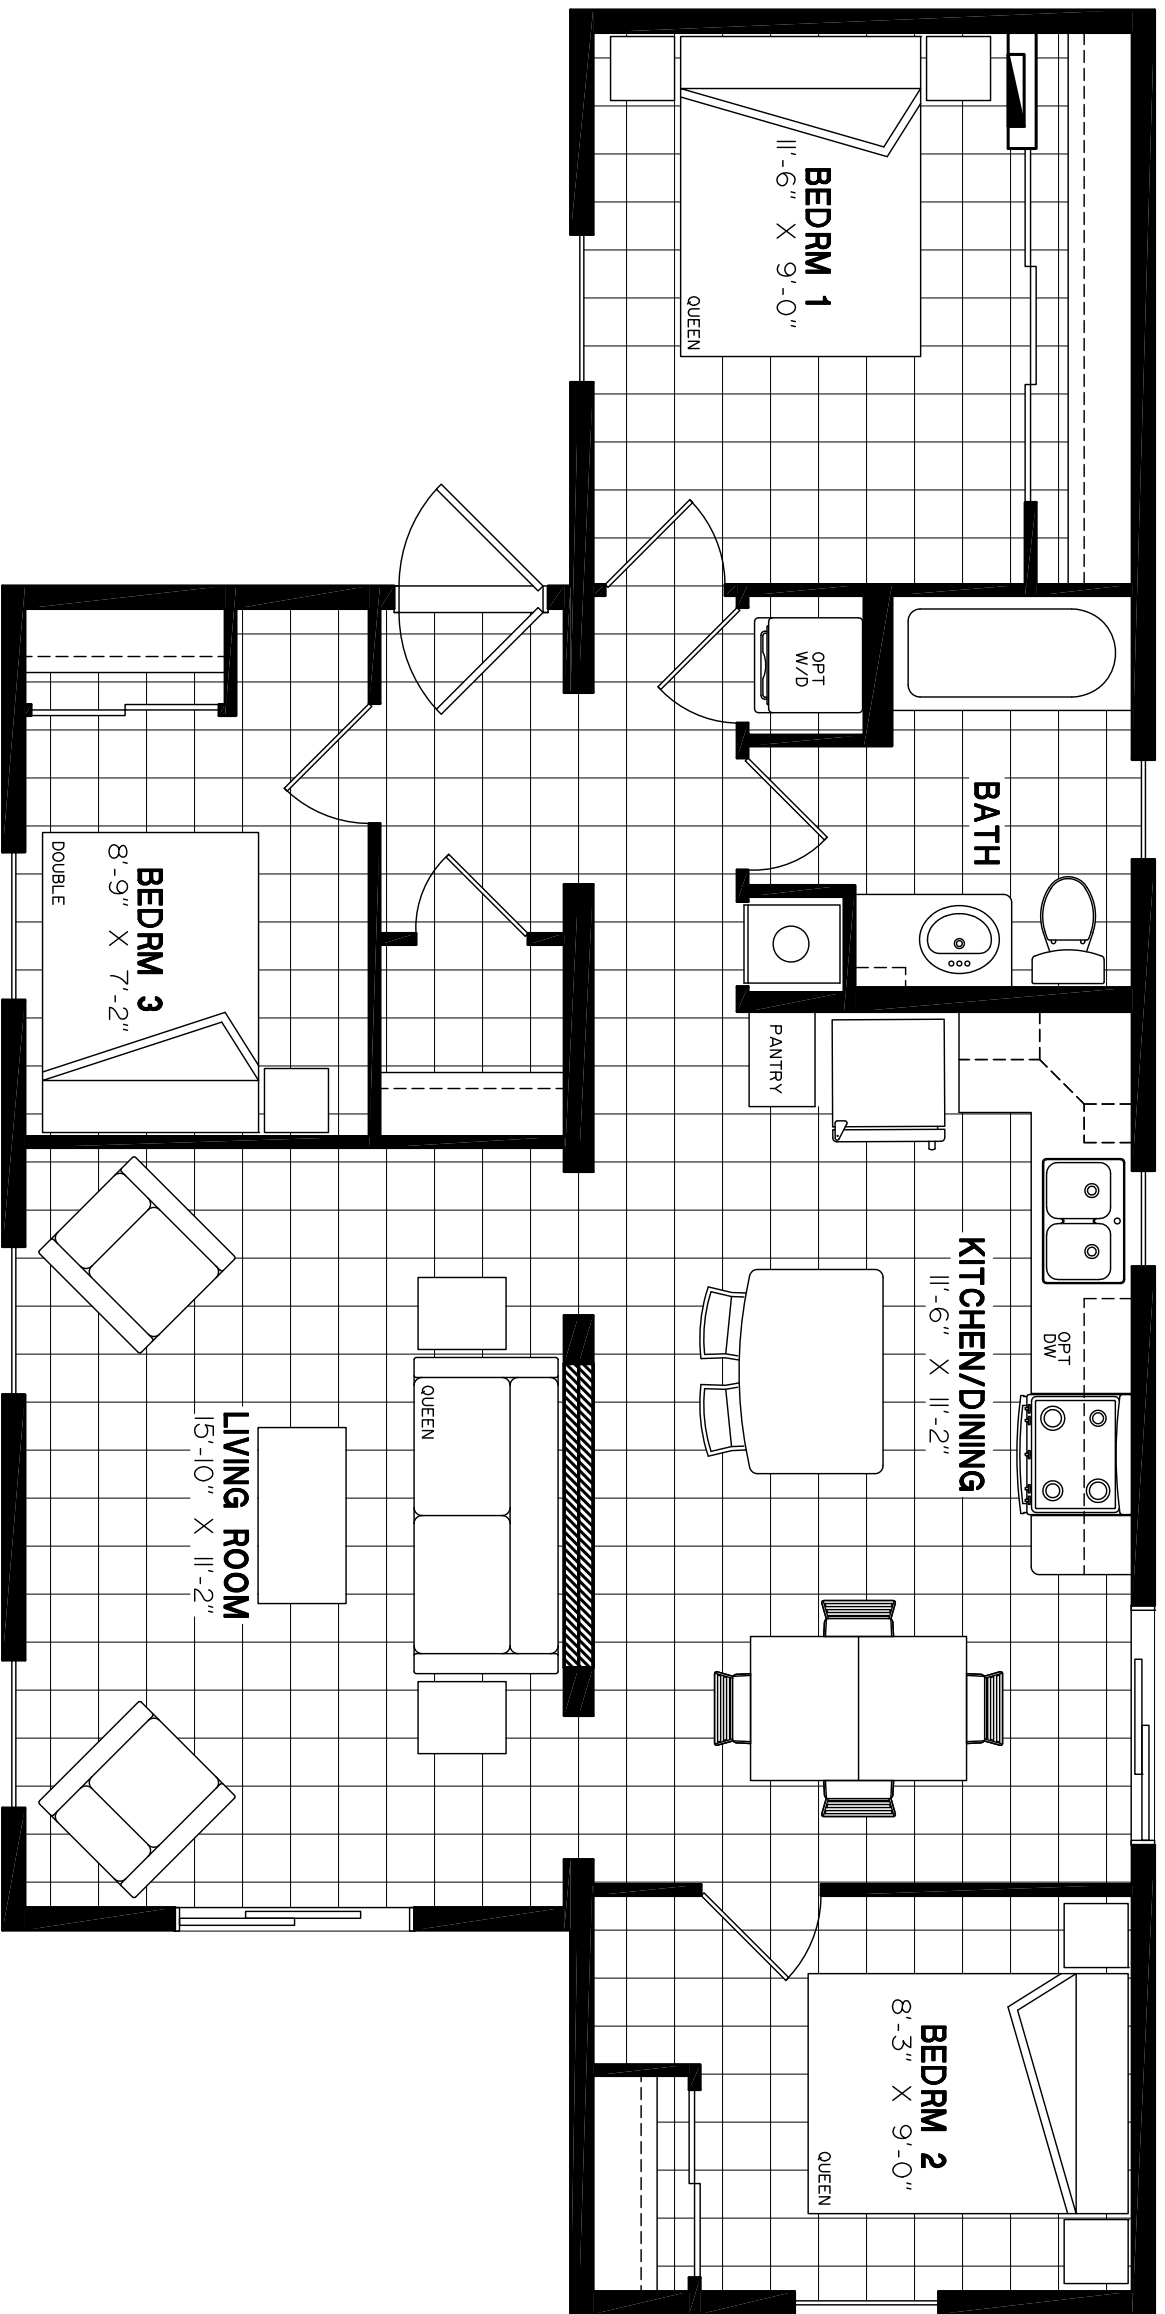 BEDRM 1
11'-6" X 9'-0"
QUEEN
OPT
W/D
BATH
BEDRM 3
8'-9" X 7'-2"
DOUBLE
PANTRY
KITCHEN/DINING
11'-6" X 11'-2"
OPT
DW
QUEEN
LIVING ROOM
15'-10" X 11'-2"
BEDRM 2
8'-3" X 9'-0"
QUEEN